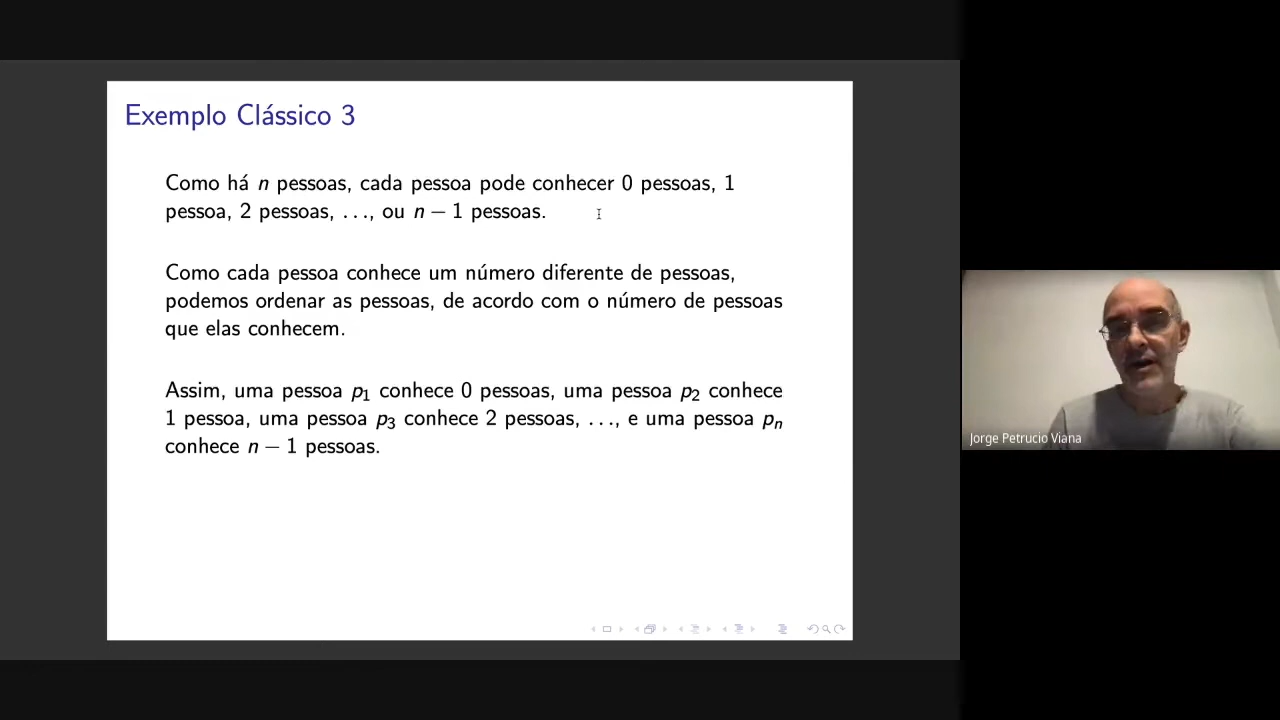 Exemplo Clássico 3
Como há n pessoas, cada pessoa pode conhecer 0 pessoas, 1
pessoa, 2 pessoas, . . ., ou n − 1 pessoas.
Como cada pessoa conhece um número diferente de pessoas,
podemos ordenar as pessoas, de acordo com o número de pessoas
que elas conhecem.
Assim, uma pessoa p₁ conhece 0 pessoas, uma pessoa p₂ conhece
1 pessoa, uma pessoa p₃ conhece 2 pessoas, . . ., e uma pessoa pₙ
conhece n − 1 pessoas.
Jorge Petrucio Viana